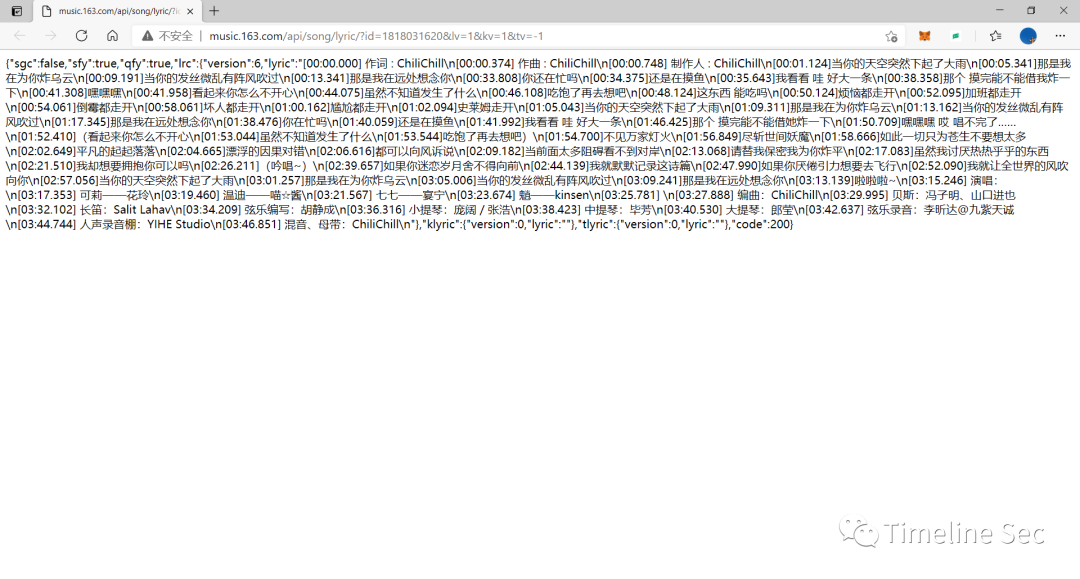 music.163.com/api/song/lyric/?i
不安全 | music.163.com/api/song/lyric/?id=1818031620&lv=1&kv=1&tv=-1
{"sgc":false,"sfy":true,"qfy":true,"lrc":{"version":6,"lyric":"[00:00.000] 作词 : ChiliChill\n[00:00.374] 作曲 : ChiliChill\n[00:00.748] 制作人 : ChiliChill\n[00:01.124]当你的天空突然下起了大雨\n[00:05.341]那是我
在为你炸乌云\n[00:09.191]当你的发丝微乱有阵风吹过\n[00:13.341]那是我在远处想念你\n[00:33.808]你还在忙吗\n[00:34.375]还是在摸鱼\n[00:35.643]我看看 哇 好大一条\n[00:38.358]那个 摸完能不能借我炸一
下\n[00:41.308]嘿嘿嘿\n[00:41.958]看起来你怎么不开心\n[00:44.075]虽然不知道发生了什么\n[00:46.108]吃饱了再去想吧\n[00:48.124]这东西 能吃吗\n[00:50.124]烦恼都走开\n[00:52.095]加班都走开
\n[00:54.061]倒霉都走开\n[00:58.061]坏人都走开\n[01:00.162]尴尬都走开\n[01:02.094]史莱姆走开\n[01:05.043]当你的天空突然下起了大雨\n[01:09.311]那是我在为你炸乌云\n[01:13.162]当你的发丝微乱有阵
风吹过\n[01:17.345]那是我在远处想念你\n[01:38.476]你在忙吗\n[01:40.059]还是在摸鱼\n[01:41.992]我看看 哇 好大一条\n[01:46.425]那个 摸完能不能借她炸一下\n[01:50.709]嘿嘿嘿 哎 唱不完了......
\n[01:52.410]（看起来你怎么不开心\n[01:53.044]虽然不知道发生了什么\n[01:53.544]吃饱了再去想吧）\n[01:54.700]不见万家灯火\n[01:56.849]尽斩世间妖魔\n[01:58.666]如此一切只为苍生不要想太多
\n[02:02.649]平凡的起起落落\n[02:04.665]漂浮的因果对错\n[02:06.616]都可以向风诉说\n[02:09.182]当前面太多阻碍看不到对岸\n[02:13.068]请替我保密我为你炸平\n[02:17.083]虽然我讨厌热热乎乎的东西
\n[02:21.510]我却想要拥抱你可以吗\n[02:26.211]（吟唱~）\n[02:39.657]如果你迷恋岁月舍不得向前\n[02:44.139]我就默默记录这诗篇\n[02:47.990]如果你厌倦引力想要去飞行\n[02:52.090]我就让全世界的风吹
向你\n[02:57.056]当你的天空突然下起了大雨\n[03:01.257]那是我在为你炸乌云\n[03:05.006]当你的发丝微乱有阵风吹过\n[03:09.241]那是我在远处想念你\n[03:13.139]啦啦啦~\n[03:15.246] 演唱：
\n[03:17.353] 可莉——花玲\n[03:19.460] 温迪——喵☆酱\n[03:21.567] 七七——宴宁\n[03:23.674] 魈——kinsen\n[03:25.781] \n[03:27.888] 编曲：ChiliChill\n[03:29.995] 贝斯：冯子明、山口进也
\n[03:32.102] 长笛：Salit Lahav\n[03:34.209] 弦乐编写：胡静成\n[03:36.316] 小提琴：庞阔 / 张浩\n[03:38.423] 中提琴：毕芳\n[03:40.530] 大提琴：郎莹\n[03:42.637] 弦乐录音：李昕达@九紫天诚
\n[03:44.744] 人声录音棚：YIHE Studio\n[03:46.851] 混音、母带：ChiliChill\n"},"klyric":{"version":0,"lyric":""},"tlyric":{"version":0,"lyric":""},"code":200}
Timeline Sec